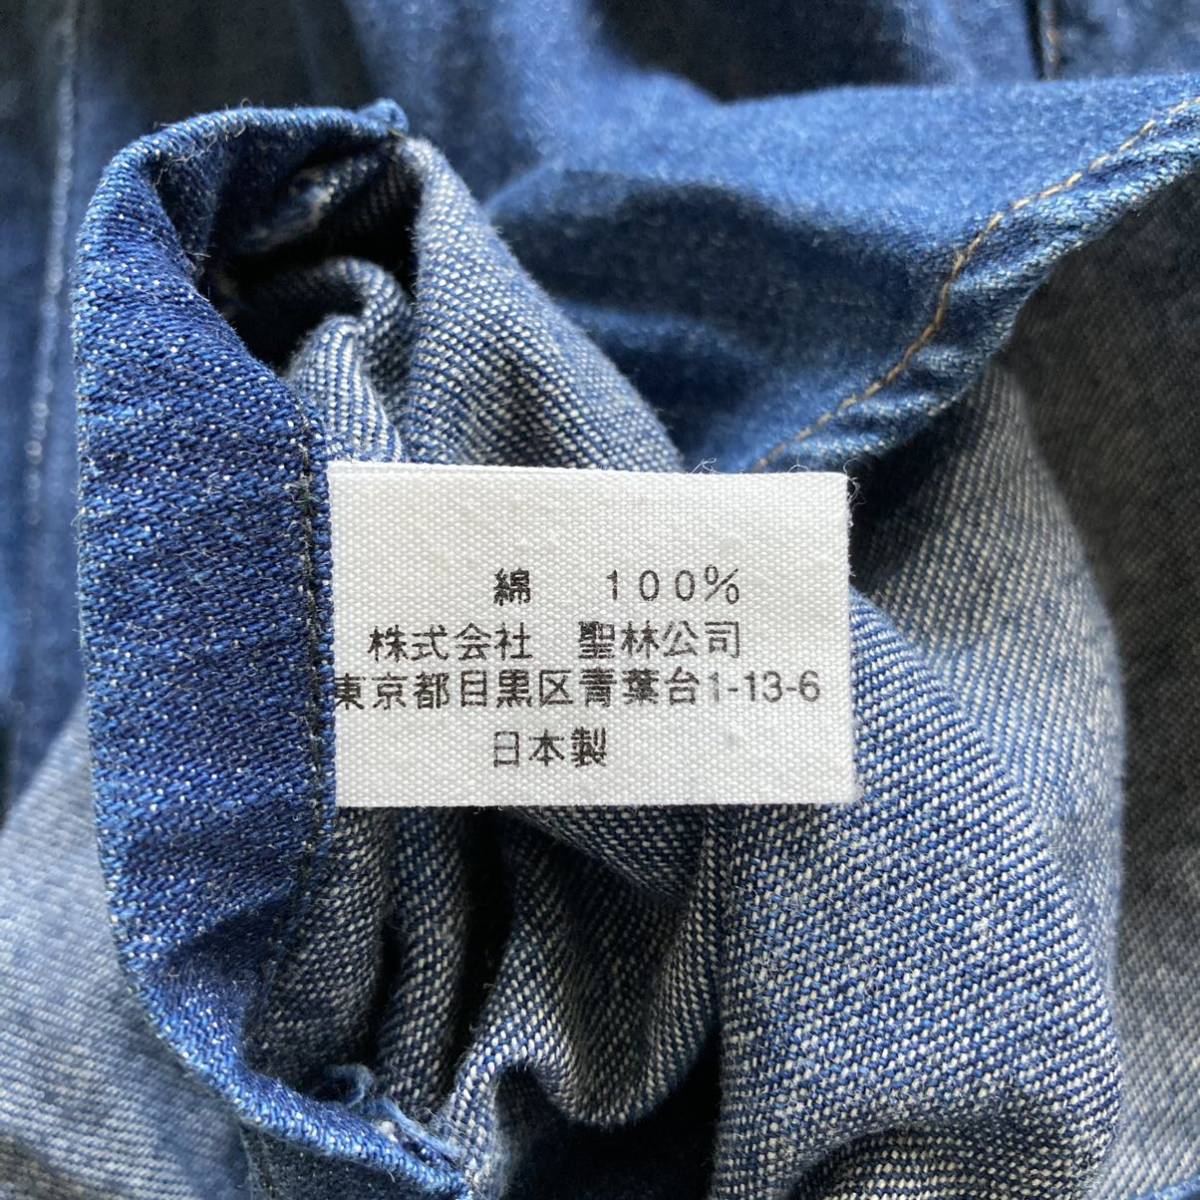 綿　100%
株式会社　聖林公司
東京都目黒区青葉台1-13-6
日本製